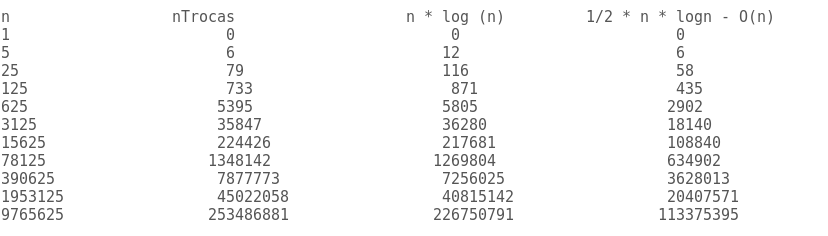 n nTrocas n * log (n) 1/2 * n * logn - O(n)
1 0 0 0
5 6 12 6
25 79 116 58
125 733 871 435
625 5395 5805 2902
3125 35847 36280 18140
15625 224426 217681 108840
78125 1348142 1269804 634902
390625 7877773 7256025 3628013
1953125 45022058 40815142 20407571
9765625 253486881 226750791 113375395